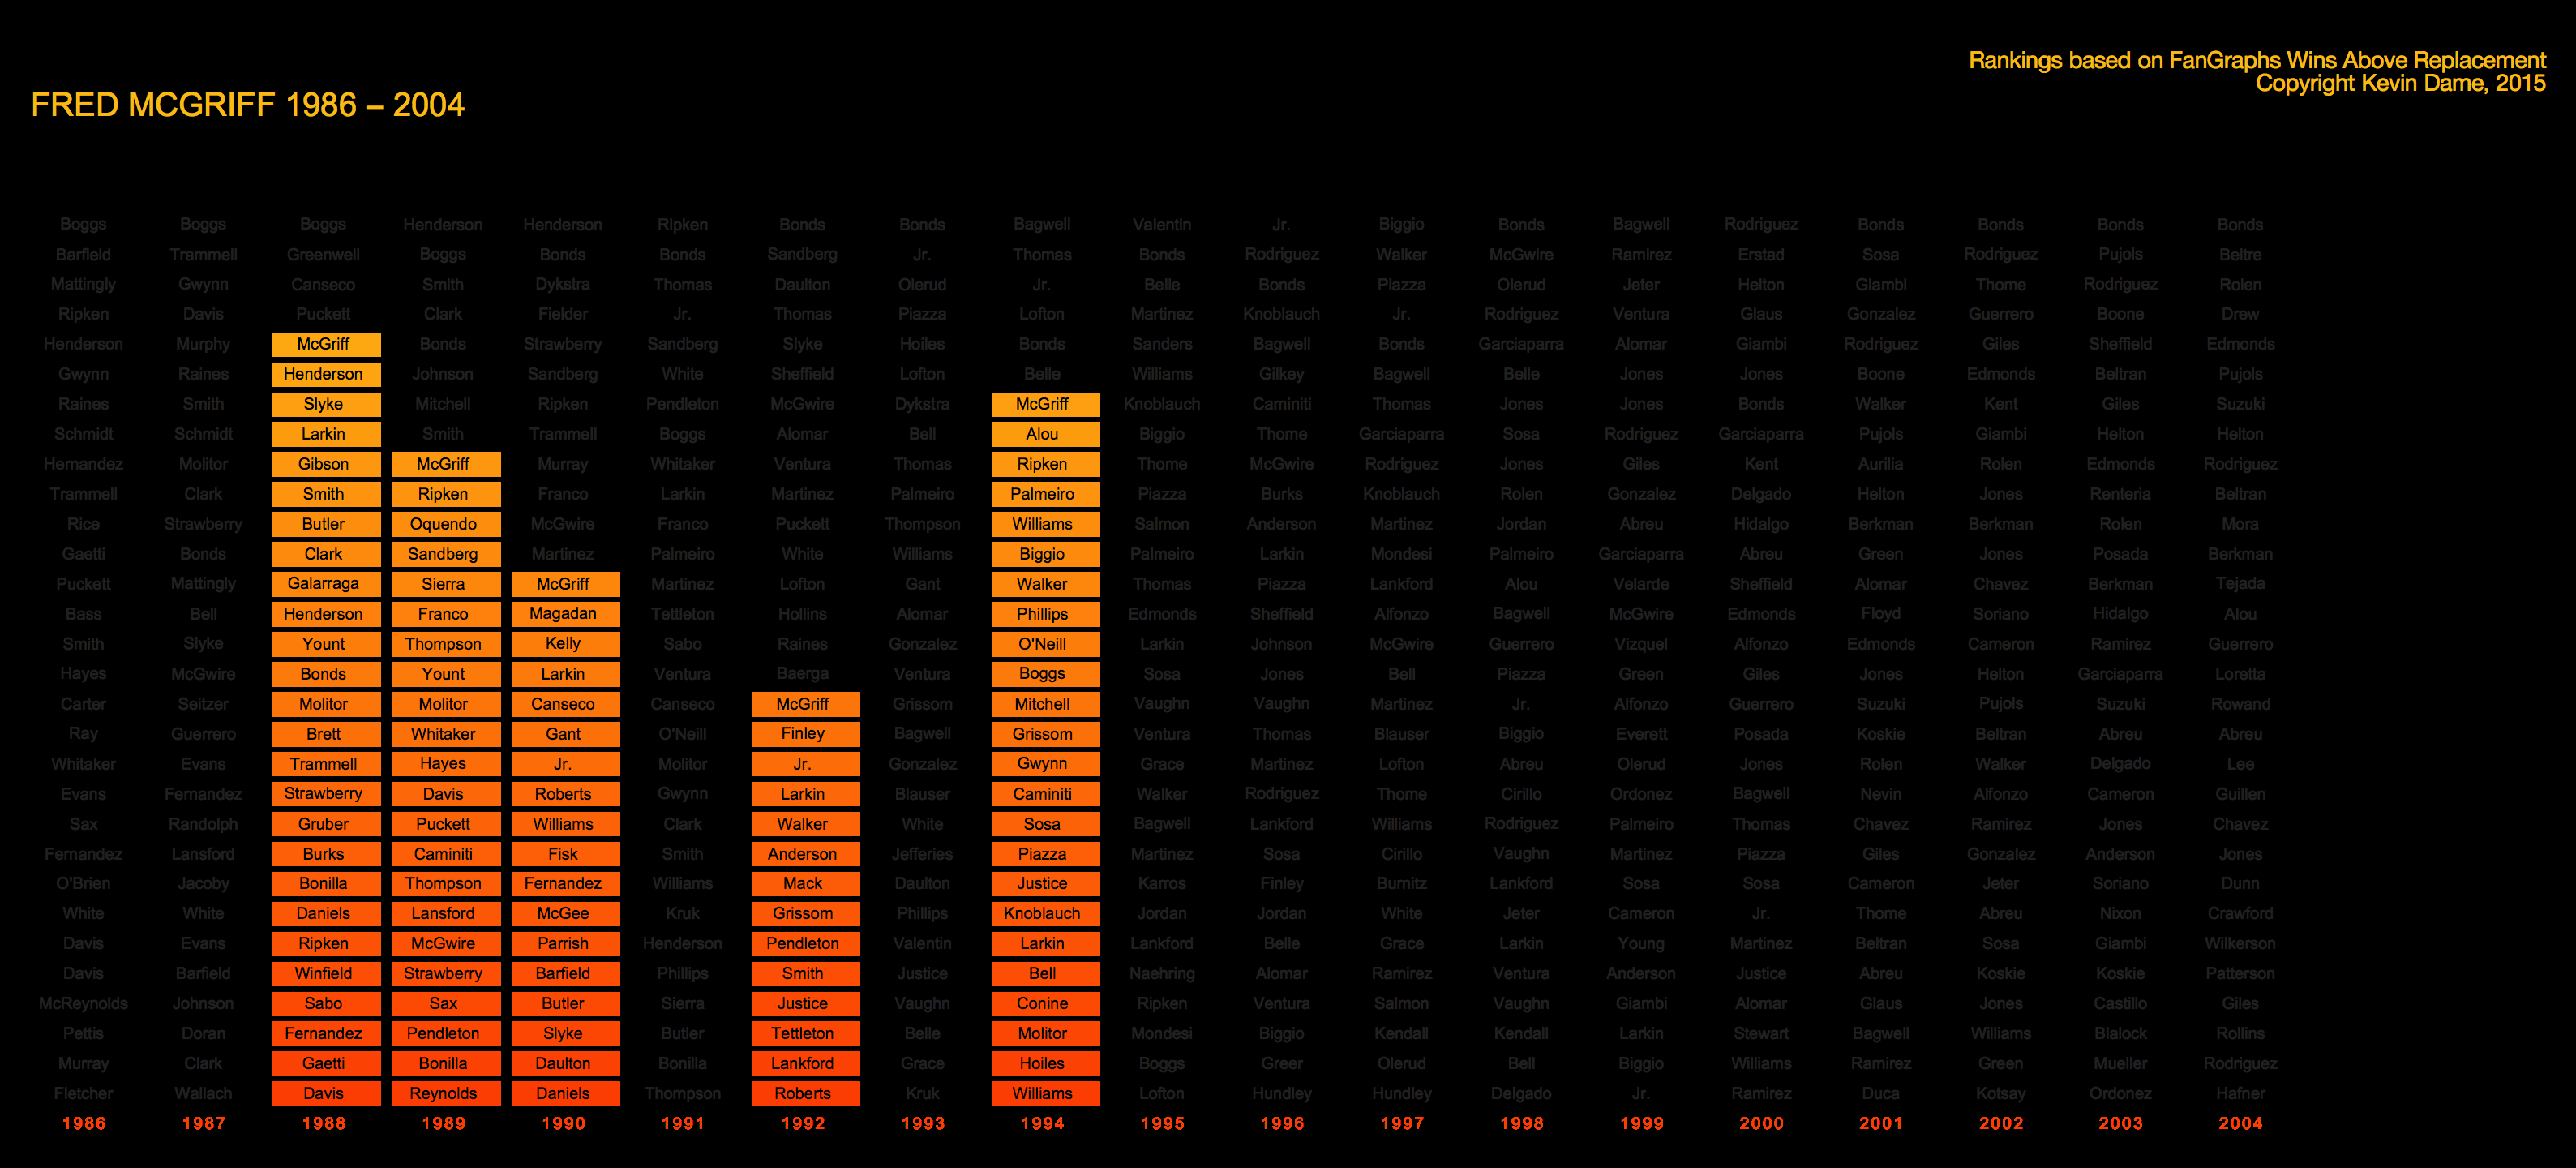 Rankings based on FanGraphs Wins Above Replacement
Copyright Kevin Dame, 2015
FRED MCGRIFF 1986 – 2004
Boggs Boggs Boggs Henderson Henderson Ripken Bonds Bonds Bagwell Valentin Jr. Biggio Bonds Bagwell Rodriguez Bonds Bonds Bonds Bonds
Barfield Trammell Greenwell Boggs Bonds Bonds Sandberg Jr. Thomas Bonds Rodriguez Walker McGwire Ramirez Erstad Sosa Rodriguez Pujols Beltre
Mattingly Gwynn Canseco Smith Dykstra Thomas Daulton Olerud Jr. Belle Bonds Piazza Olerud Jeter Helton Giambi Thome Rodriguez Rolen
Ripken Davis Puckett Clark Fielder Jr. Thomas Piazza Lofton Martinez Knoblauch Jr. Rodriguez Ventura Glaus Gonzalez Guerrero Boone Drew
Henderson Murphy McGriff Bonds Strawberry Sandberg Slyke Hoiles Bonds Sanders Bagwell Bonds Garciaparra Alomar Giambi Rodriguez Giles Sheffield Edmonds
Gwynn Raines Henderson Johnson Sandberg White Sheffield Lofton Belle Williams Gilkey Bagwell Belle Jones Jones Boone Edmonds Beltran Pujols
Raines Smith Slyke Mitchell Ripken Pendleton McGwire Dykstra McGriff Knoblauch Caminiti Thomas Jones Jones Bonds Walker Kent Giles Suzuki
Schmidt Schmidt Larkin Smith Trammell Boggs Alomar Bell Alou Biggio Thome Garciaparra Sosa Rodriguez Garciaparra Pujols Giambi Helton Helton
Hernandez Molitor Gibson McGriff Murray Whitaker Ventura Thomas Ripken Thome McGwire Rodriguez Jones Giles Kent Aurilia Rolen Edmonds Rodriguez
Trammell Clark Smith Ripken Franco Larkin Martinez Palmeiro Palmeiro Piazza Burks Knoblauch Rolen Gonzalez Delgado Helton Jones Renteria Beltran
Rice Strawberry Butler Oquendo McGwire Franco Puckett Thompson Williams Salmon Anderson Martinez Jordan Abreu Hidalgo Berkman Berkman Rolen Mora
Gaetti Bonds Clark Sandberg Martinez Palmeiro White Williams Biggio Palmeiro Larkin Mondesi Palmeiro Garciaparra Abreu Green Jones Posada Berkman
Puckett Mattingly Galarraga Sierra McGriff Martinez Lofton Gant Walker Thomas Piazza Lankford Alou Velarde Sheffield Alomar Chavez Berkman Tejada
Bass Bell Henderson Franco Magadan Tettleton Hollins Alomar Phillips Edmonds Sheffield Alfonzo Bagwell McGwire Edmonds Floyd Soriano Hidalgo Alou
Smith Slyke Yount Thompson Kelly Sabo Raines Gonzalez O'Neill Larkin Johnson McGwire Guerrero Vizquel Alfonzo Edmonds Cameron Ramirez Guerrero
Hayes McGwire Bonds Yount Larkin Ventura Baerga Ventura Boggs Sosa Jones Bell Piazza Green Giles Jones Helton Garciaparra Loretta
Carter Seitzer Molitor Molitor Canseco Canseco McGriff Grissom Mitchell Vaughn Vaughn Martinez Jr. Alfonzo Guerrero Suzuki Pujols Suzuki Rowand
Ray Guerrero Brett Whitaker Gant O'Neill Finley Bagwell Grissom Ventura Thomas Blauser Biggio Everett Posada Koskie Beltran Abreu Abreu
Whitaker Evans Trammell Hayes Jr. Molitor Jr. Gonzalez Gwynn Grace Martinez Lofton Abreu Olerud Jones Rolen Walker Delgado Lee
Evans Fernandez Strawberry Davis Roberts Gwynn Larkin Blauser Caminiti Walker Rodriguez Thome Cirillo Ordonez Bagwell Nevin Alfonzo Cameron Guillen
Sax Randolph Gruber Puckett Williams Clark Walker White Sosa Bagwell Lankford Williams Rodriguez Palmeiro Thomas Chavez Ramirez Jones Chavez
Fernandez Lansford Burks Caminiti Fisk Smith Anderson Jefferies Piazza Martinez Sosa Cirillo Vaughn Martinez Piazza Giles Gonzalez Anderson Jones
O'Brien Jacoby Bonilla Thompson Fernandez Williams Mack Daulton Justice Karros Finley Burnitz Lankford Sosa Sosa Cameron Jeter Soriano Dunn
White White Daniels Lansford McGee Kruk Grissom Phillips Knoblauch Jordan Jordan White Jeter Cameron Jr. Thome Abreu Nixon Crawford
Davis Evans Ripken McGwire Parrish Henderson Pendleton Valentin Larkin Lankford Belle Grace Larkin Young Martinez Beltran Sosa Giambi Wilkerson
Davis Barfield Winfield Strawberry Barfield Phillips Smith Justice Bell Naehring Alomar Ramirez Ventura Anderson Justice Abreu Koskie Koskie Patterson
McReynolds Johnson Sabo Sax Butler Sierra Justice Vaughn Conine Ripken Ventura Salmon Vaughn Giambi Alomar Glaus Jones Castillo Giles
Pettis Doran Fernandez Pendleton Slyke Butler Tettleton Belle Molitor Mondesi Biggio Kendall Kendall Larkin Stewart Bagwell Williams Blalock Rollins
Murray Clark Gaetti Bonilla Daulton Bonilla Lankford Grace Hoiles Boggs Greer Olerud Bell Biggio Williams Ramirez Green Mueller Rodriguez
Fletcher Wallach Davis Reynolds Daniels Thompson Roberts Kruk Williams Lofton Hundley Hundley Delgado Jr. Ramirez Duca Kotsay Ordonez Hafner
1986 1987 1988 1989 1990 1991 1992 1993 1994 1995 1996 1997 1998 1999 2000 2001 2002 2003 2004